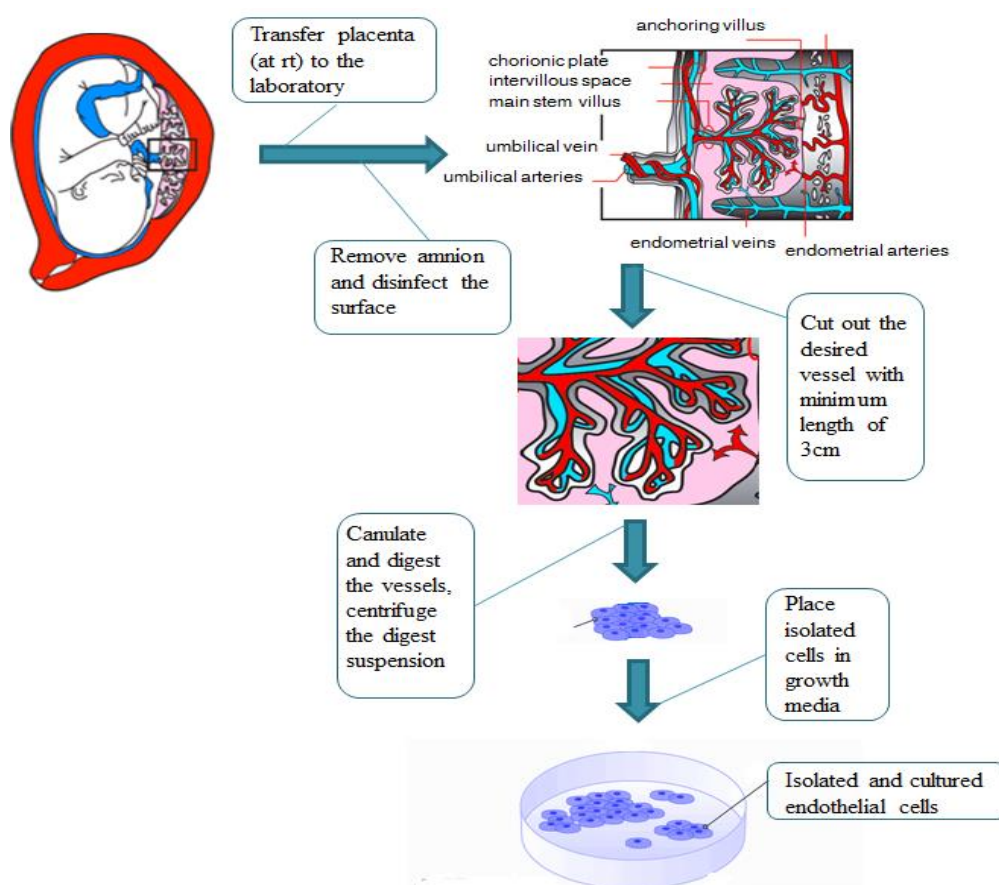 Transfer placenta
(at rt) to the
laboratory
anchoring villus
chorionic plate
intervillous space
main stem villus
umbilical vein
umbilical arteries
endometrial veins
endometrial arteries
Remove amnion
and disinfect the
surface
Cut out the
desired
vessel with
minimum
length of
3cm
Canulate
and digest
the vessels,
centrifuge
the digest
suspension
Place
isolated
cells in
growth
media
Isolated and cultured
endothelial cells